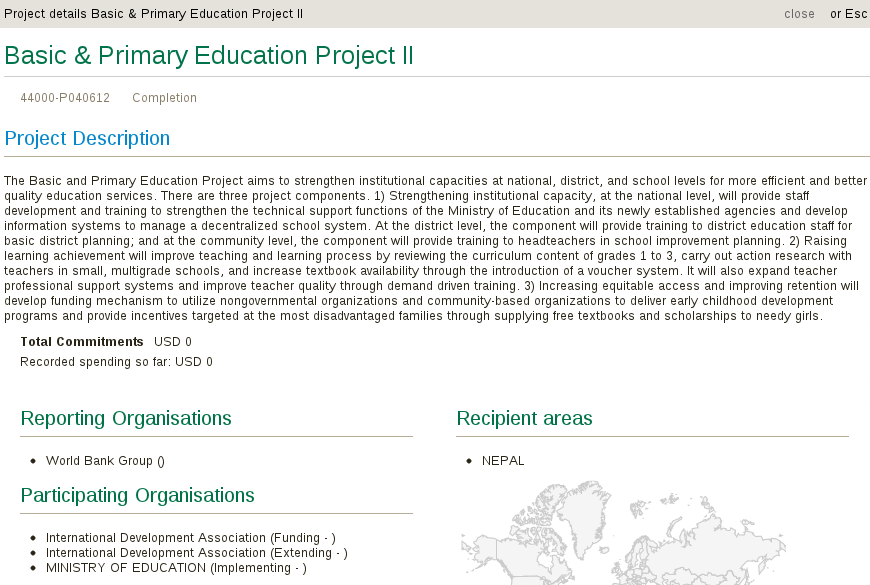 Project details Basic & Primary Education Project II
close or Esc
Basic & Primary Education Project II
44000-P040612 Completion
Project Description
The Basic and Primary Education Project aims to strengthen institutional capacities at national, district, and school levels for more efficient and better
quality education services. There are three project components. 1) Strengthening institutional capacity, at the national level, will provide staff
development and training to strengthen the technical support functions of the Ministry of Education and its newly established agencies and develop
information systems to manage a decentralized school system. At the district level, the component will provide training to district education staff for
basic district planning; and at the community level, the component will provide training to headteachers in school improvement planning. 2) Raising
learning achievement will improve teaching and learning process by reviewing the curriculum content of grades 1 to 3, carry out action research with
teachers in small, multigrade schools, and increase textbook availability through the introduction of a voucher system. It will also expand teacher
professional support systems and improve teacher quality through demand driven training. 3) Increasing equitable access and improving retention will
develop funding mechanism to utilize nongovernmental organizations and community-based organizations to deliver early childhood development
programs and provide incentives targeted at the most disadvantaged families through supplying free textbooks and scholarships to needy girls.
Total Commitments USD 0
Recorded spending so far: USD 0
Reporting Organisations
• World Bank Group ()
Participating Organisations
• International Development Association (Funding - )
• International Development Association (Extending - )
• MINISTRY OF EDUCATION (Implementing - )
Recipient areas
• NEPAL